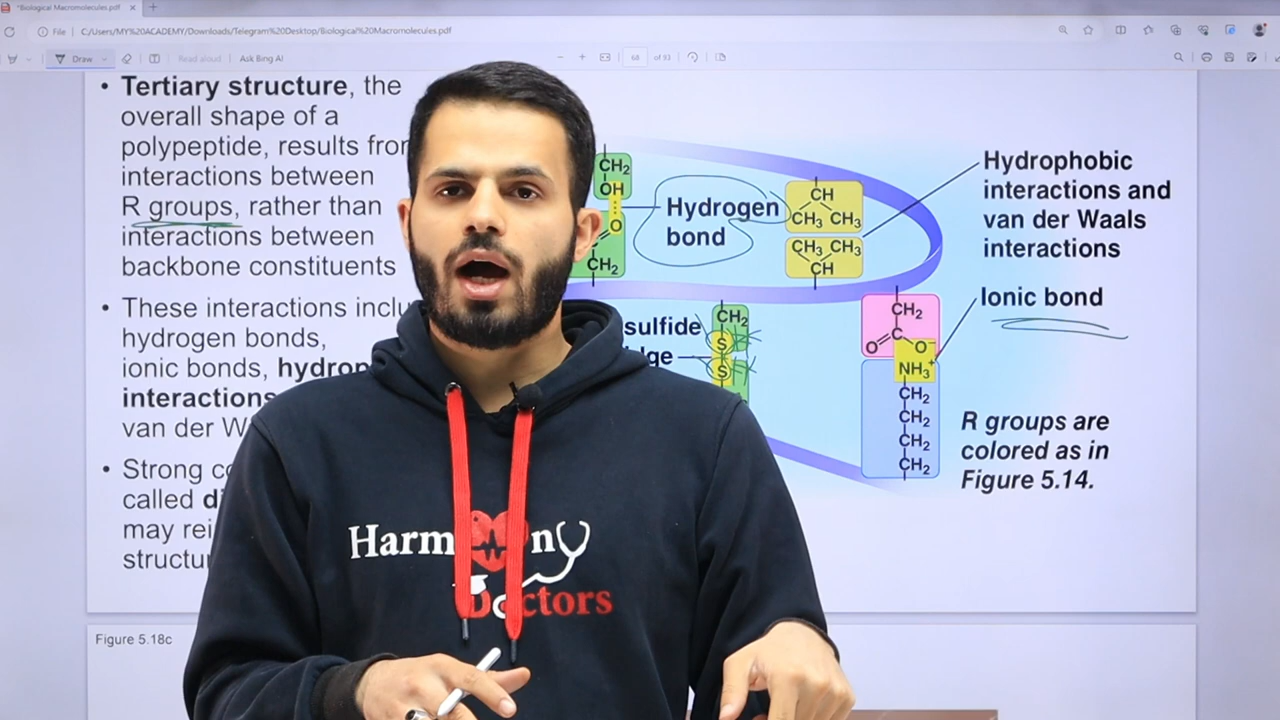 *Biological Macromolecules.pdf
File C:/Users/MY%20ACADEMY/Downloads/Telegram%20Desktop/Biological%20Macromolecules.pdf
Draw Read aloud Ask Bing AI 68 of 93
• Tertiary structure, the
overall shape of a
polypeptide, results from
interactions between
R groups, rather than
interactions between
backbone constituents
• These interactions inclu
hydrogen bonds,
ionic bonds, hydrop
interactions
van der W
• Strong co
called di
may rei
structur
CH₂
OH
O
CH₂
Hydrogen
bond
CH
CH₃ CH₃
CH₃ CH₃
CH
Hydrophobic
interactions and
van der Waals
interactions
sulfide
dge
CH₂
S
S
Ionic bond
CH₂
C
O O⁻
NH₃⁺
CH₂
CH₂
CH₂
CH₂
R groups are
colored as in
Figure 5.14.
Figure 5.18c
Harm ny
Doctors